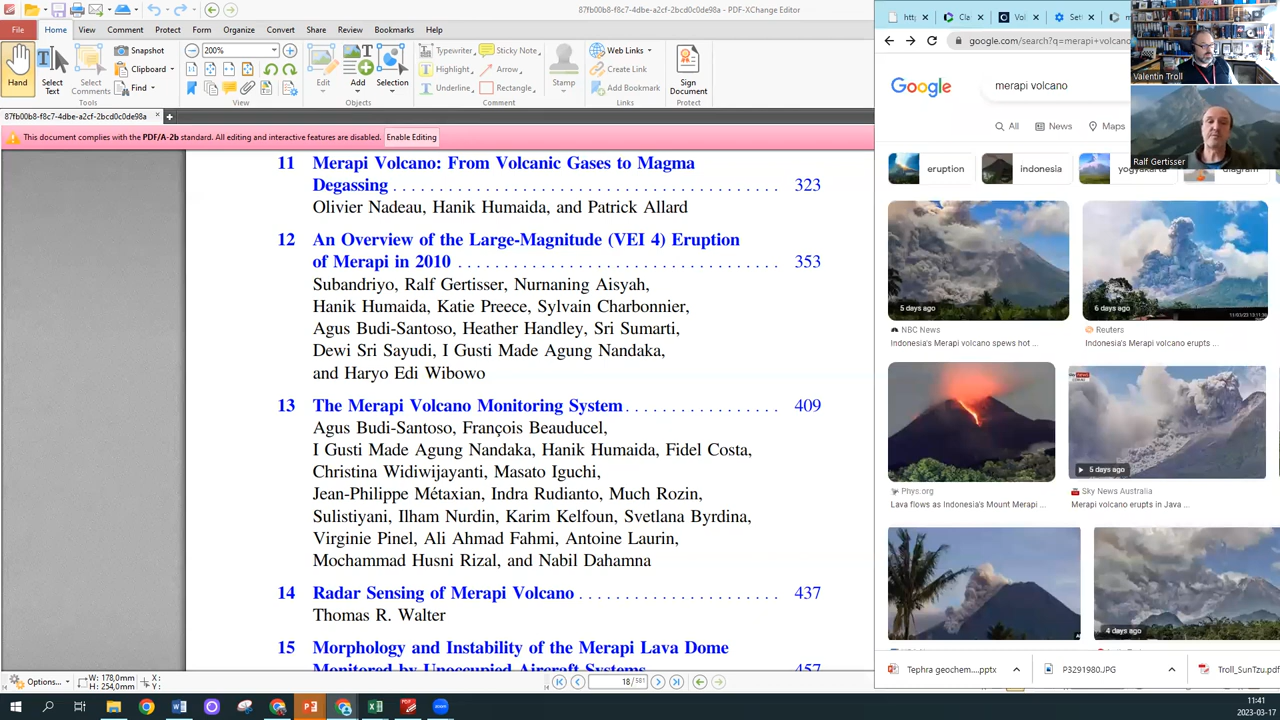 87fb00b8-f8c7-4dbe-a2cf-2bcd0c0de98a - PDF-XChange Editor
File Home View Comment Protect Form Organize Convert Share Review Bookmarks Help
Hand
Select Text
Select Comments
Snapshot
Clipboard
Find
Tools
200%
Edit
Add
Selection
Objects
Typewriter
Highlight
Underline
Sticky Note
Arrow
Rectangle
Stamp
Comment
Web Links
Create Link
Add Bookmark
Links
Sign Document
Protect
87fb00b8-f8c7-4dbe-a2cf-2bcd0c0de98a
This document complies with the PDF/A-2b standard. All editing and interactive features are disabled. Enable Editing
11 Merapi Volcano: From Volcanic Gases to Magma
Degassing 323
Olivier Nadeau, Hanik Humaida, and Patrick Allard
12 An Overview of the Large-Magnitude (VEI 4) Eruption
of Merapi in 2010 353
Subandriyo, Ralf Gertisser, Nurnaning Aisyah,
Hanik Humaida, Katie Preece, Sylvain Charbonnier,
Agus Budi-Santoso, Heather Handley, Sri Sumarti,
Dewi Sri Sayudi, I Gusti Made Agung Nandaka,
and Haryo Edi Wibowo
13 The Merapi Volcano Monitoring System 409
Agus Budi-Santoso, François Beauducel,
I Gusti Made Agung Nandaka, Hanik Humaida, Fidel Costa,
Christina Widiwijayanti, Masato Iguchi,
Jean-Philippe Métaxian, Indra Rudianto, Much Rozin,
Sulistiyani, Ilham Nurdin, Karim Kelfoun, Svetlana Byrdina,
Virginie Pinel, Ali Ahmad Fahmi, Antoine Laurin,
Mochammad Husni Rizal, and Nabil Dahamna
14 Radar Sensing of Merapi Volcano 437
Thomas R. Walter
15 Morphology and Instability of the Merapi Lava Dome
Monitored by Unoccupied Aircraft Systems 457
Options...
W: 178,0mm
H: 254,0mm
X:
Y:
18 / 581
google.com/search?q=merapi+volcano
Google
merapi volcano
All News Maps
eruption indonesia
5 days ago
NBC News
Indonesia's Merapi volcano spews hot ...
6 days ago
Reuters
Indonesia's Merapi volcano erupts ...
Phys.org
Lava flows as Indonesia's Mount Merapi ...
5 days ago
Sky News Australia
Merapi volcano erupts in Java ...
4 days ago
Tephra geochem....pptx
P3291980.JPG
Troll_SunTzu.pdf
Valentin Troll
Ralf Gertisser
11:41
2023-03-17